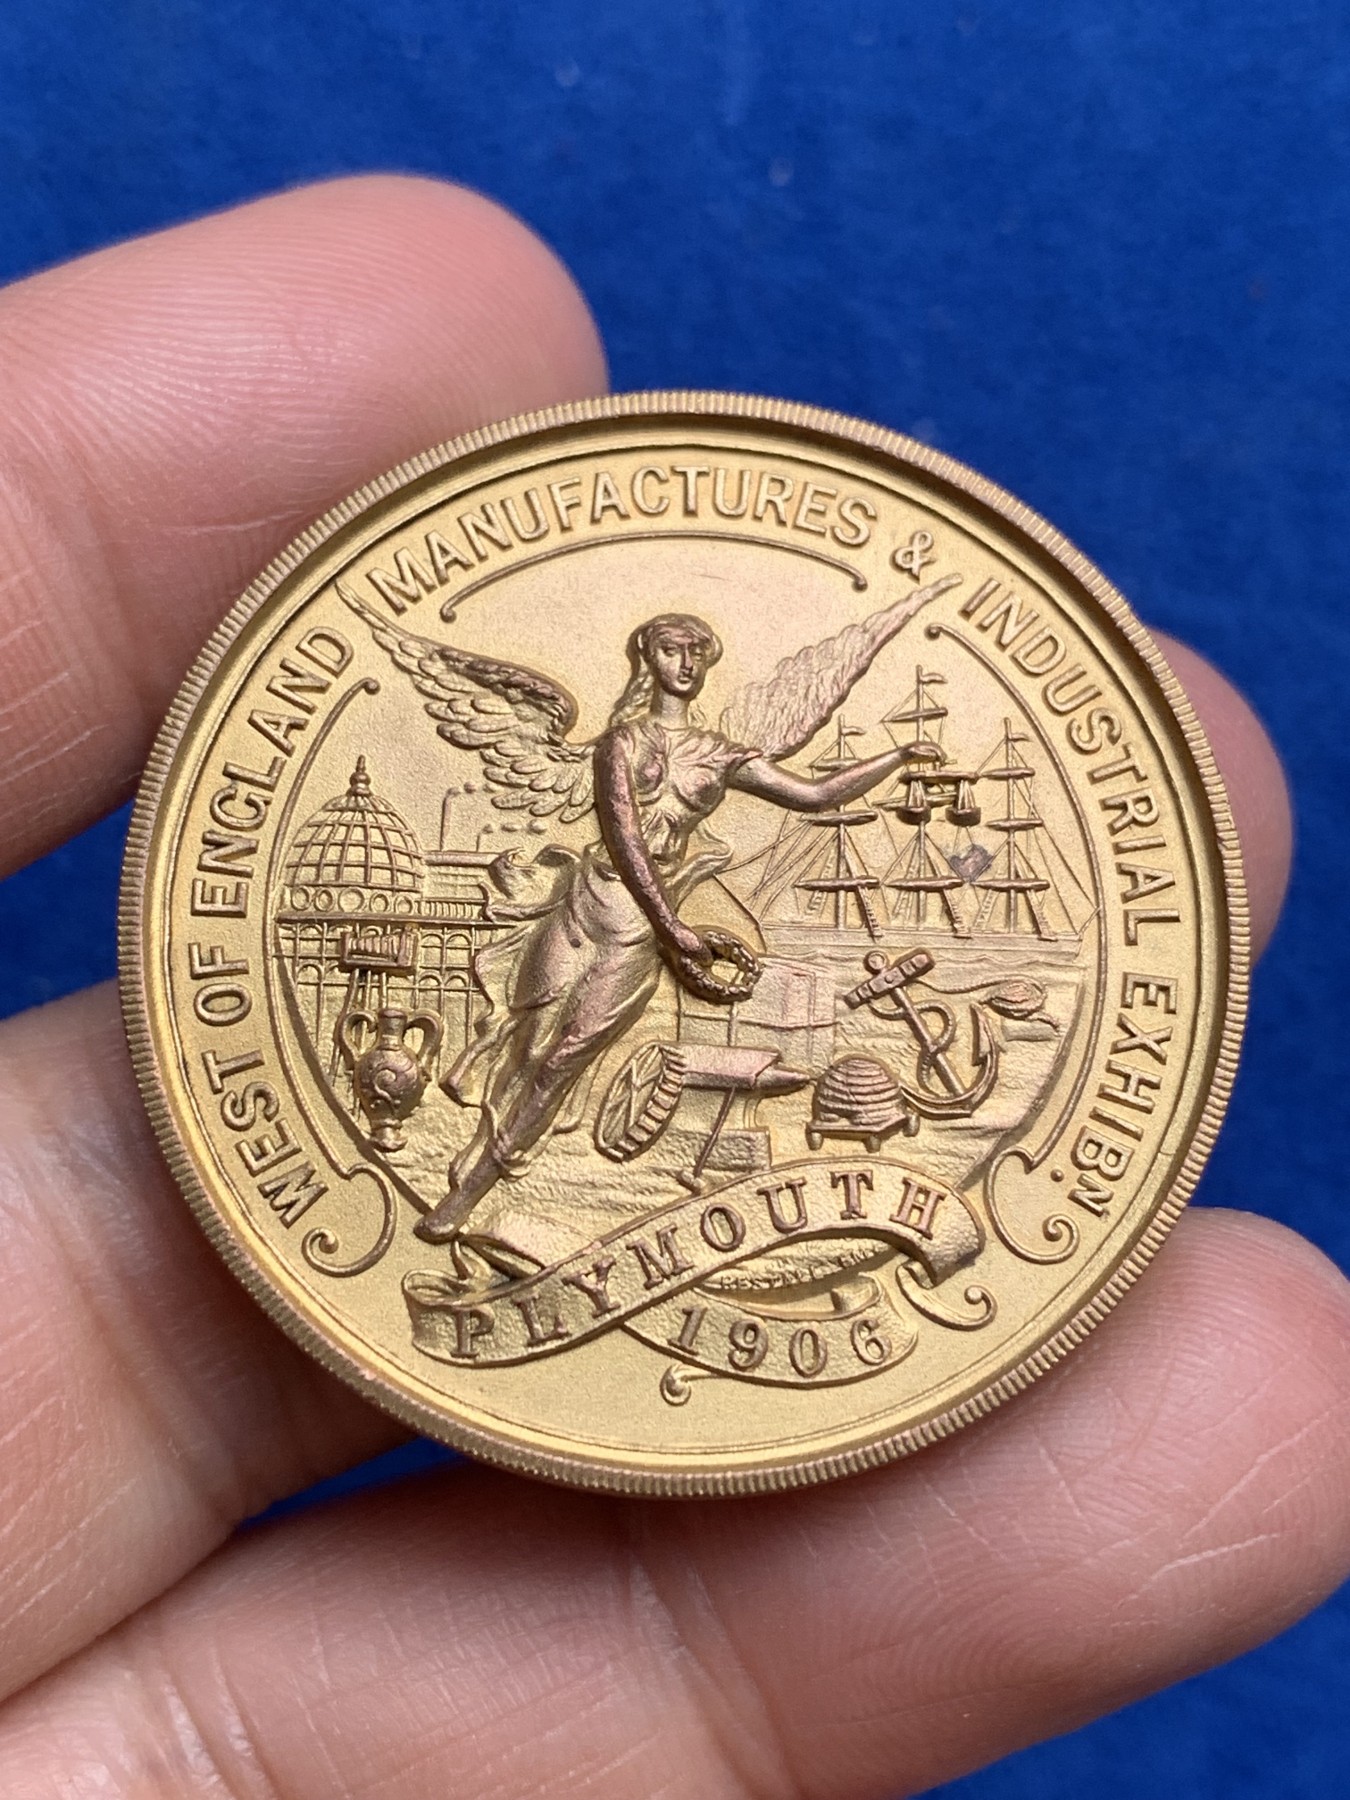 WEST OF ENGLAND MANUFACTURES & INDUSTRIAL EXHIBN.
PLYMOUTH
1906